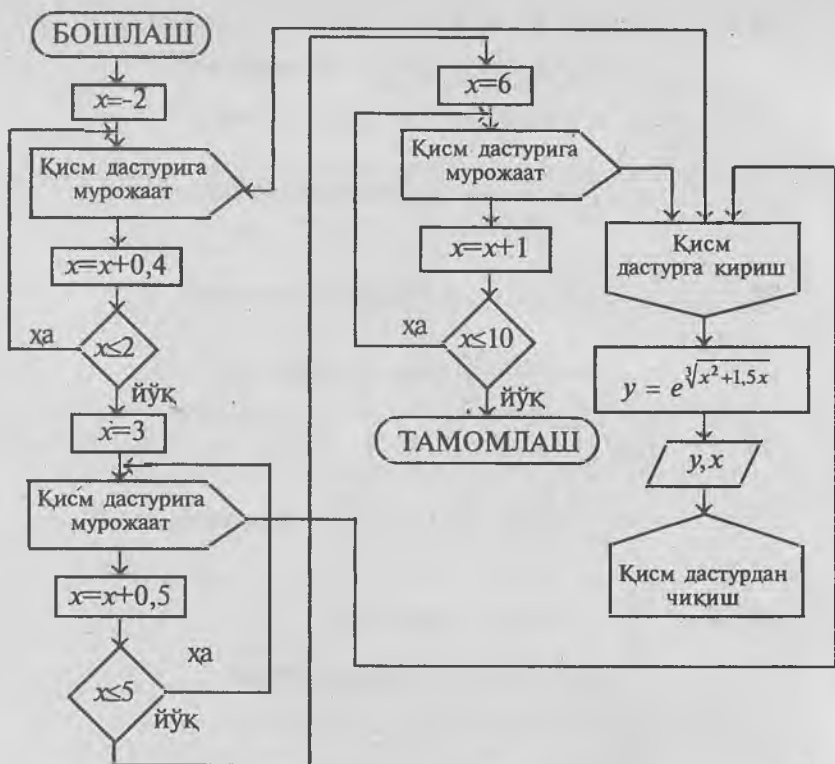 БОШЛАШ
x=-2
Қисм дастурига
мурожаат
x=x+0,4
x≤2
ҳа
йўқ
x=3
Қисм дастурига
мурожаат
x=x+0,5
x≤5
ҳа
йўқ
x=6
Қисм дастурига
мурожаат
x=x+1
x≤10
ҳа
йўқ
ТАМОМЛАШ
Қисм
дастурга кириш
y = e^∛(x²+1,5x)
y,x
Қисм дастурдан
чиқиш